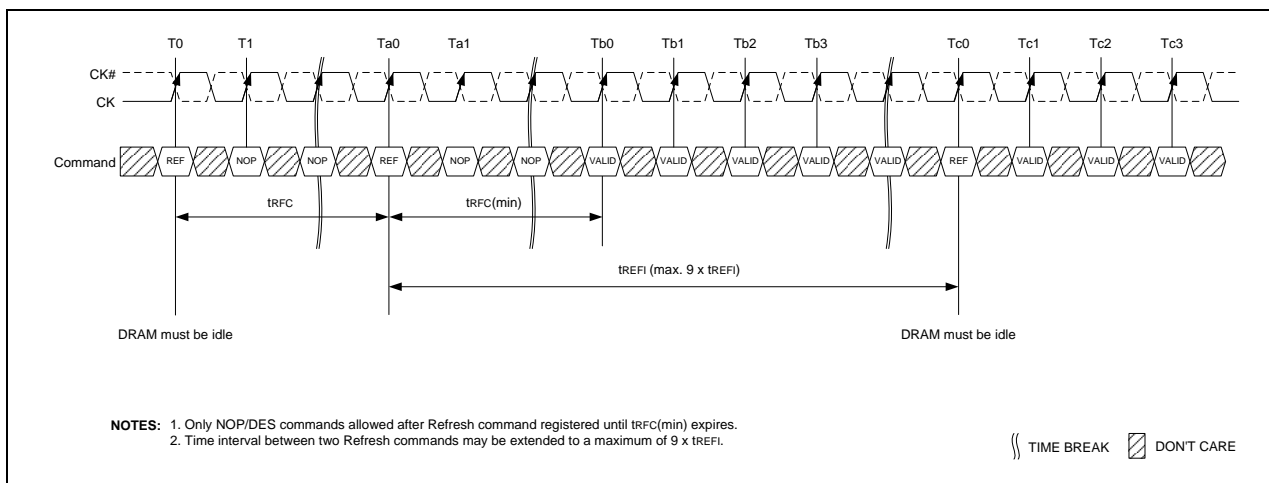 T0 T1 Ta0 Ta1 Tb0 Tb1 Tb2 Tb3 Tc0 Tc1 Tc2 Tc3
CK#
CK
Command REF NOP NOP REF NOP NOP VALID VALID VALID VALID VALID REF VALID VALID VALID
tRFC tRFC(min)
tREFI (max. 9 x tREFI)
DRAM must be idle DRAM must be idle
NOTES: 1. Only NOP/DES commands allowed after Refresh command registered until tRFC(min) expires.
2. Time interval between two Refresh commands may be extended to a maximum of 9 x tREFI.
TIME BREAK DON'T CARE